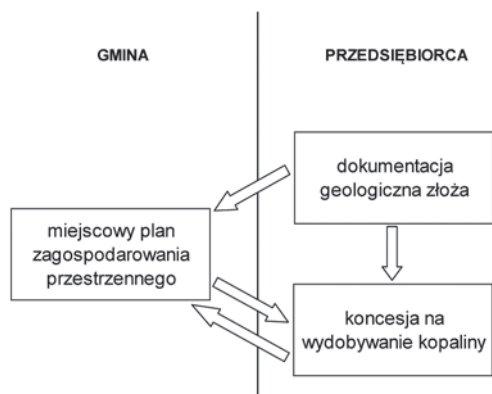 GMINA
PRZEDSIĘBIORCA
dokumentacja
geologiczna złoża
miejscowy plan
zagospodarowania
przestrzennego
koncesja na
wydobywanie kopaliny